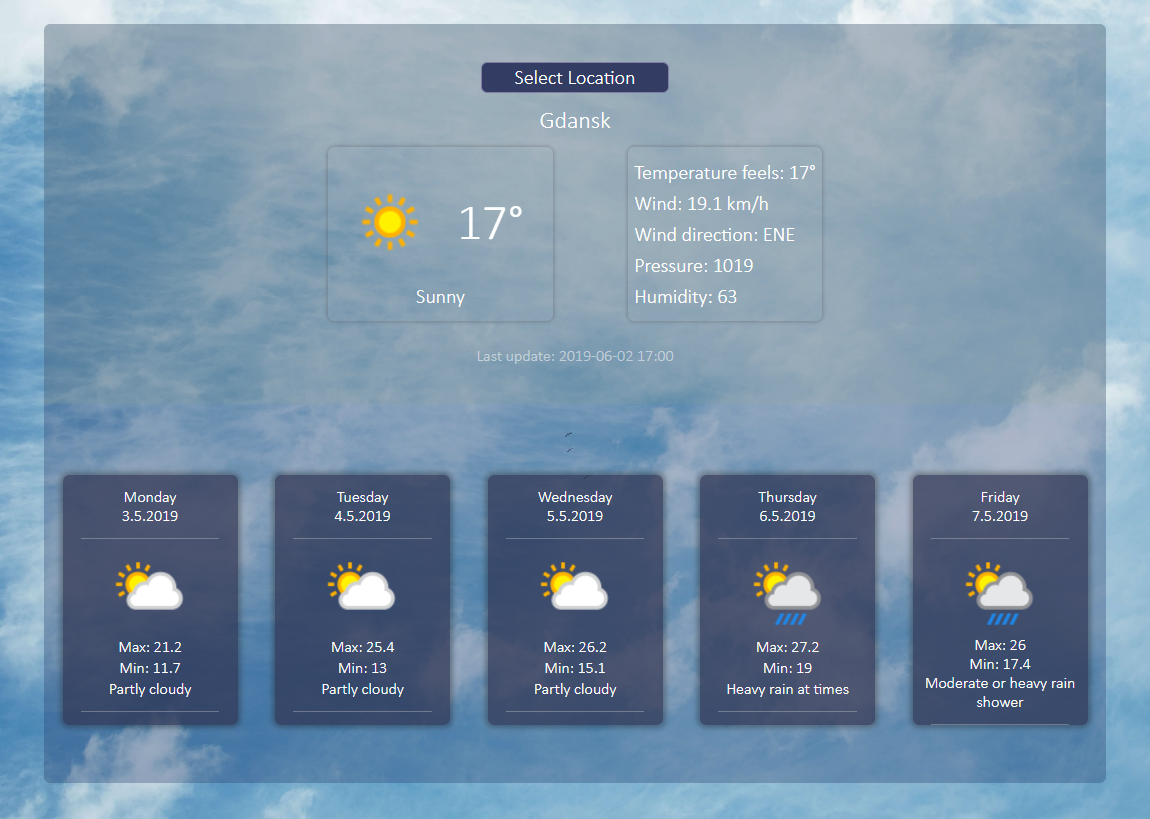 Select Location
Gdansk
17°
Sunny
Temperature feels: 17°
Wind: 19.1 km/h
Wind direction: ENE
Pressure: 1019
Humidity: 63
Last update: 2019-06-02 17:00
Monday
3.5.2019
Max: 21.2
Min: 11.7
Partly cloudy
Tuesday
4.5.2019
Max: 25.4
Min: 13
Partly cloudy
Wednesday
5.5.2019
Max: 26.2
Min: 15.1
Partly cloudy
Thursday
6.5.2019
Max: 27.2
Min: 19
Heavy rain at times
Friday
7.5.2019
Max: 26
Min: 17.4
Moderate or heavy rain
shower